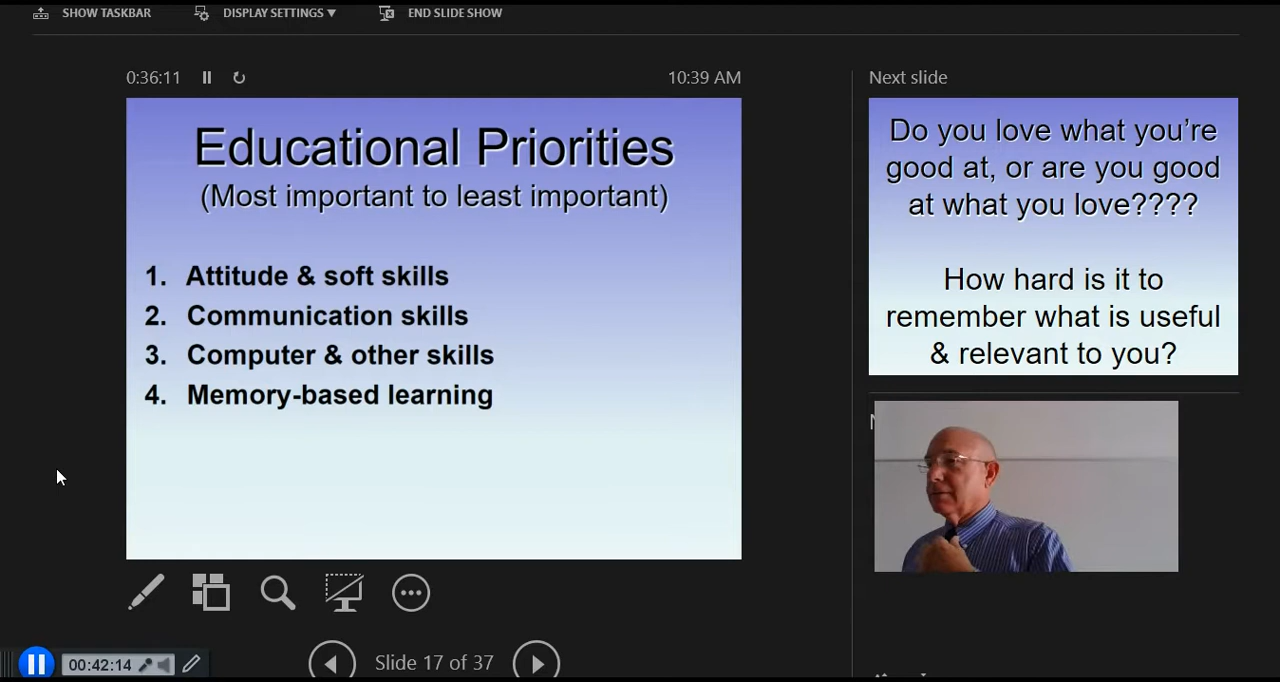 SHOW TASKBAR
DISPLAY SETTINGS ▼
END SLIDE SHOW
0:36:11
10:39 AM
Educational Priorities
(Most important to least important)
1. Attitude & soft skills
2. Communication skills
3. Computer & other skills
4. Memory-based learning
Next slide
Do you love what you're
good at, or are you good
at what you love????
How hard is it to
remember what is useful
& relevant to you?
Slide 17 of 37
00:42:14